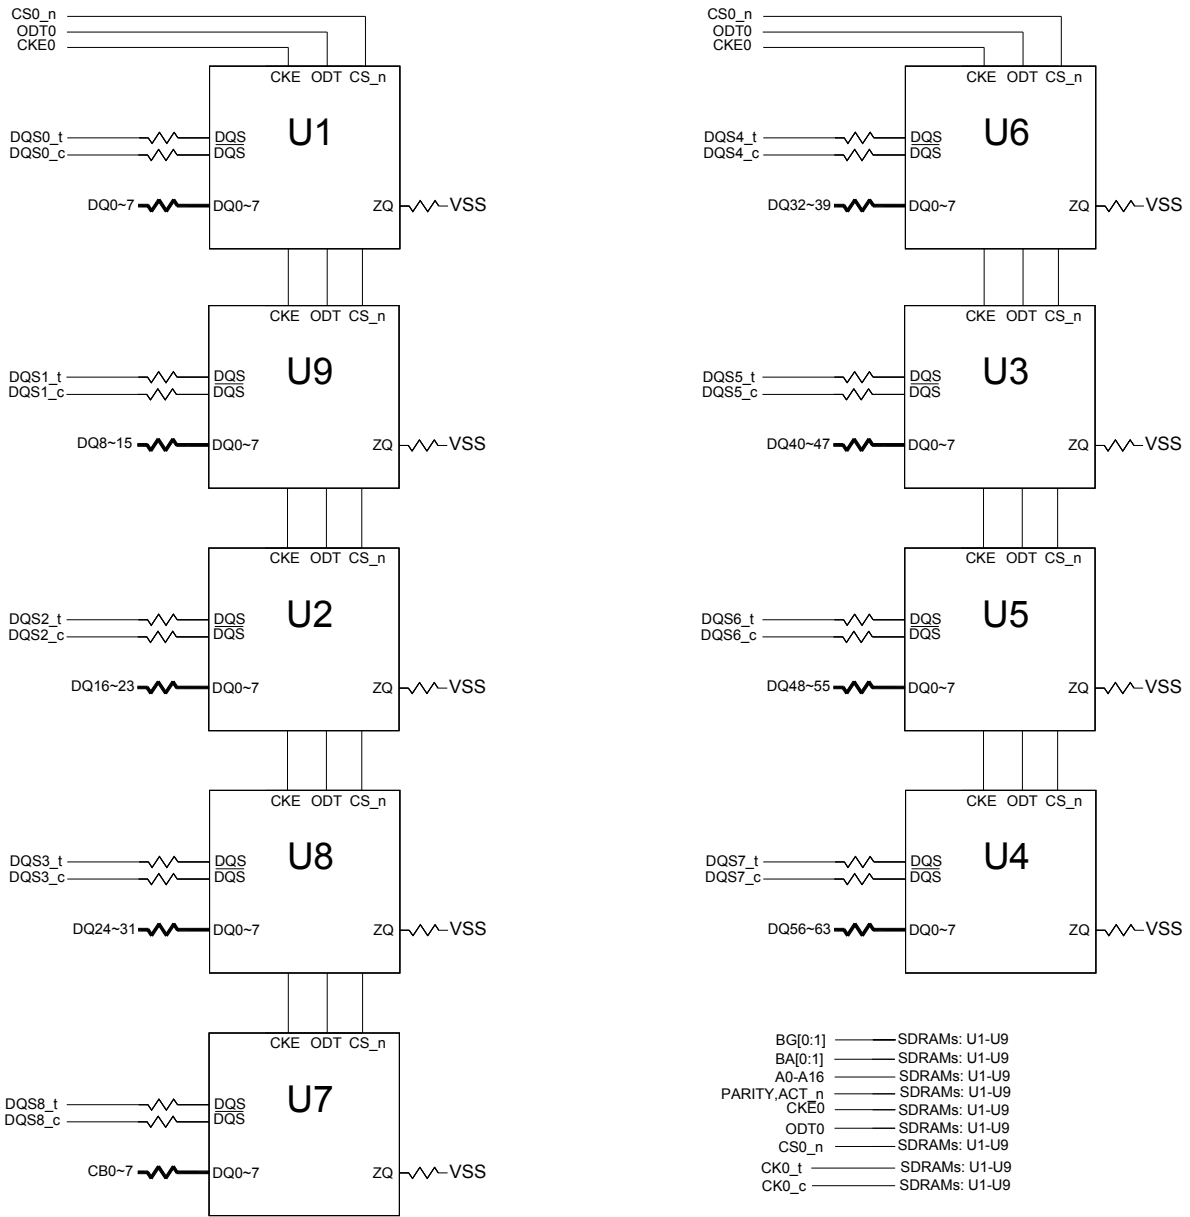 CS0_n
ODT0
CKE0
CKE ODT CS_n
U1
DQS0_t DQS
DQS0_c DQS
DQ0~7 DQ0~7 ZQ VSS
CKE ODT CS_n
U9
DQS1_t DQS
DQS1_c DQS
DQ8~15 DQ0~7 ZQ VSS
CKE ODT CS_n
U2
DQS2_t DQS
DQS2_c DQS
DQ16~23 DQ0~7 ZQ VSS
CKE ODT CS_n
U8
DQS3_t DQS
DQS3_c DQS
DQ24~31 DQ0~7 ZQ VSS
CKE ODT CS_n
U7
DQS8_t DQS
DQS8_c DQS
CB0~7 DQ0~7 ZQ VSS
CS0_n
ODT0
CKE0
CKE ODT CS_n
U6
DQS4_t DQS
DQS4_c DQS
DQ32~39 DQ0~7 ZQ VSS
CKE ODT CS_n
U3
DQS5_t DQS
DQS5_c DQS
DQ40~47 DQ0~7 ZQ VSS
CKE ODT CS_n
U5
DQS6_t DQS
DQS6_c DQS
DQ48~55 DQ0~7 ZQ VSS
CKE ODT CS_n
U4
DQS7_t DQS
DQS7_c DQS
DQ56~63 DQ0~7 ZQ VSS
BG[0:1] SDRAMs: U1-U9
BA[0:1] SDRAMs: U1-U9
A0-A16 SDRAMs: U1-U9
PARITY,ACT_n SDRAMs: U1-U9
CKE0 SDRAMs: U1-U9
ODT0 SDRAMs: U1-U9
CS0_n SDRAMs: U1-U9
CK0_t SDRAMs: U1-U9
CK0_c SDRAMs: U1-U9